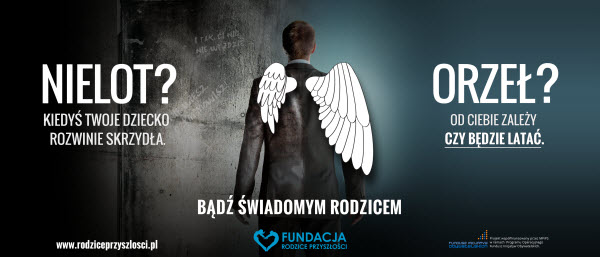 NIELOT?
KIEDYŚ TWOJE DZIECKO
ROZWINIE SKRZYDŁA.
ORZEŁ?
OD CIEBIE ZALEŻY
CZY BĘDZIE LATAĆ.
BĄDŹ ŚWIADOMYM RODZICEM
FUNDACJA
RODZICE PRZYSZŁOŚCI
www.rodziceprzyszlosci.pl